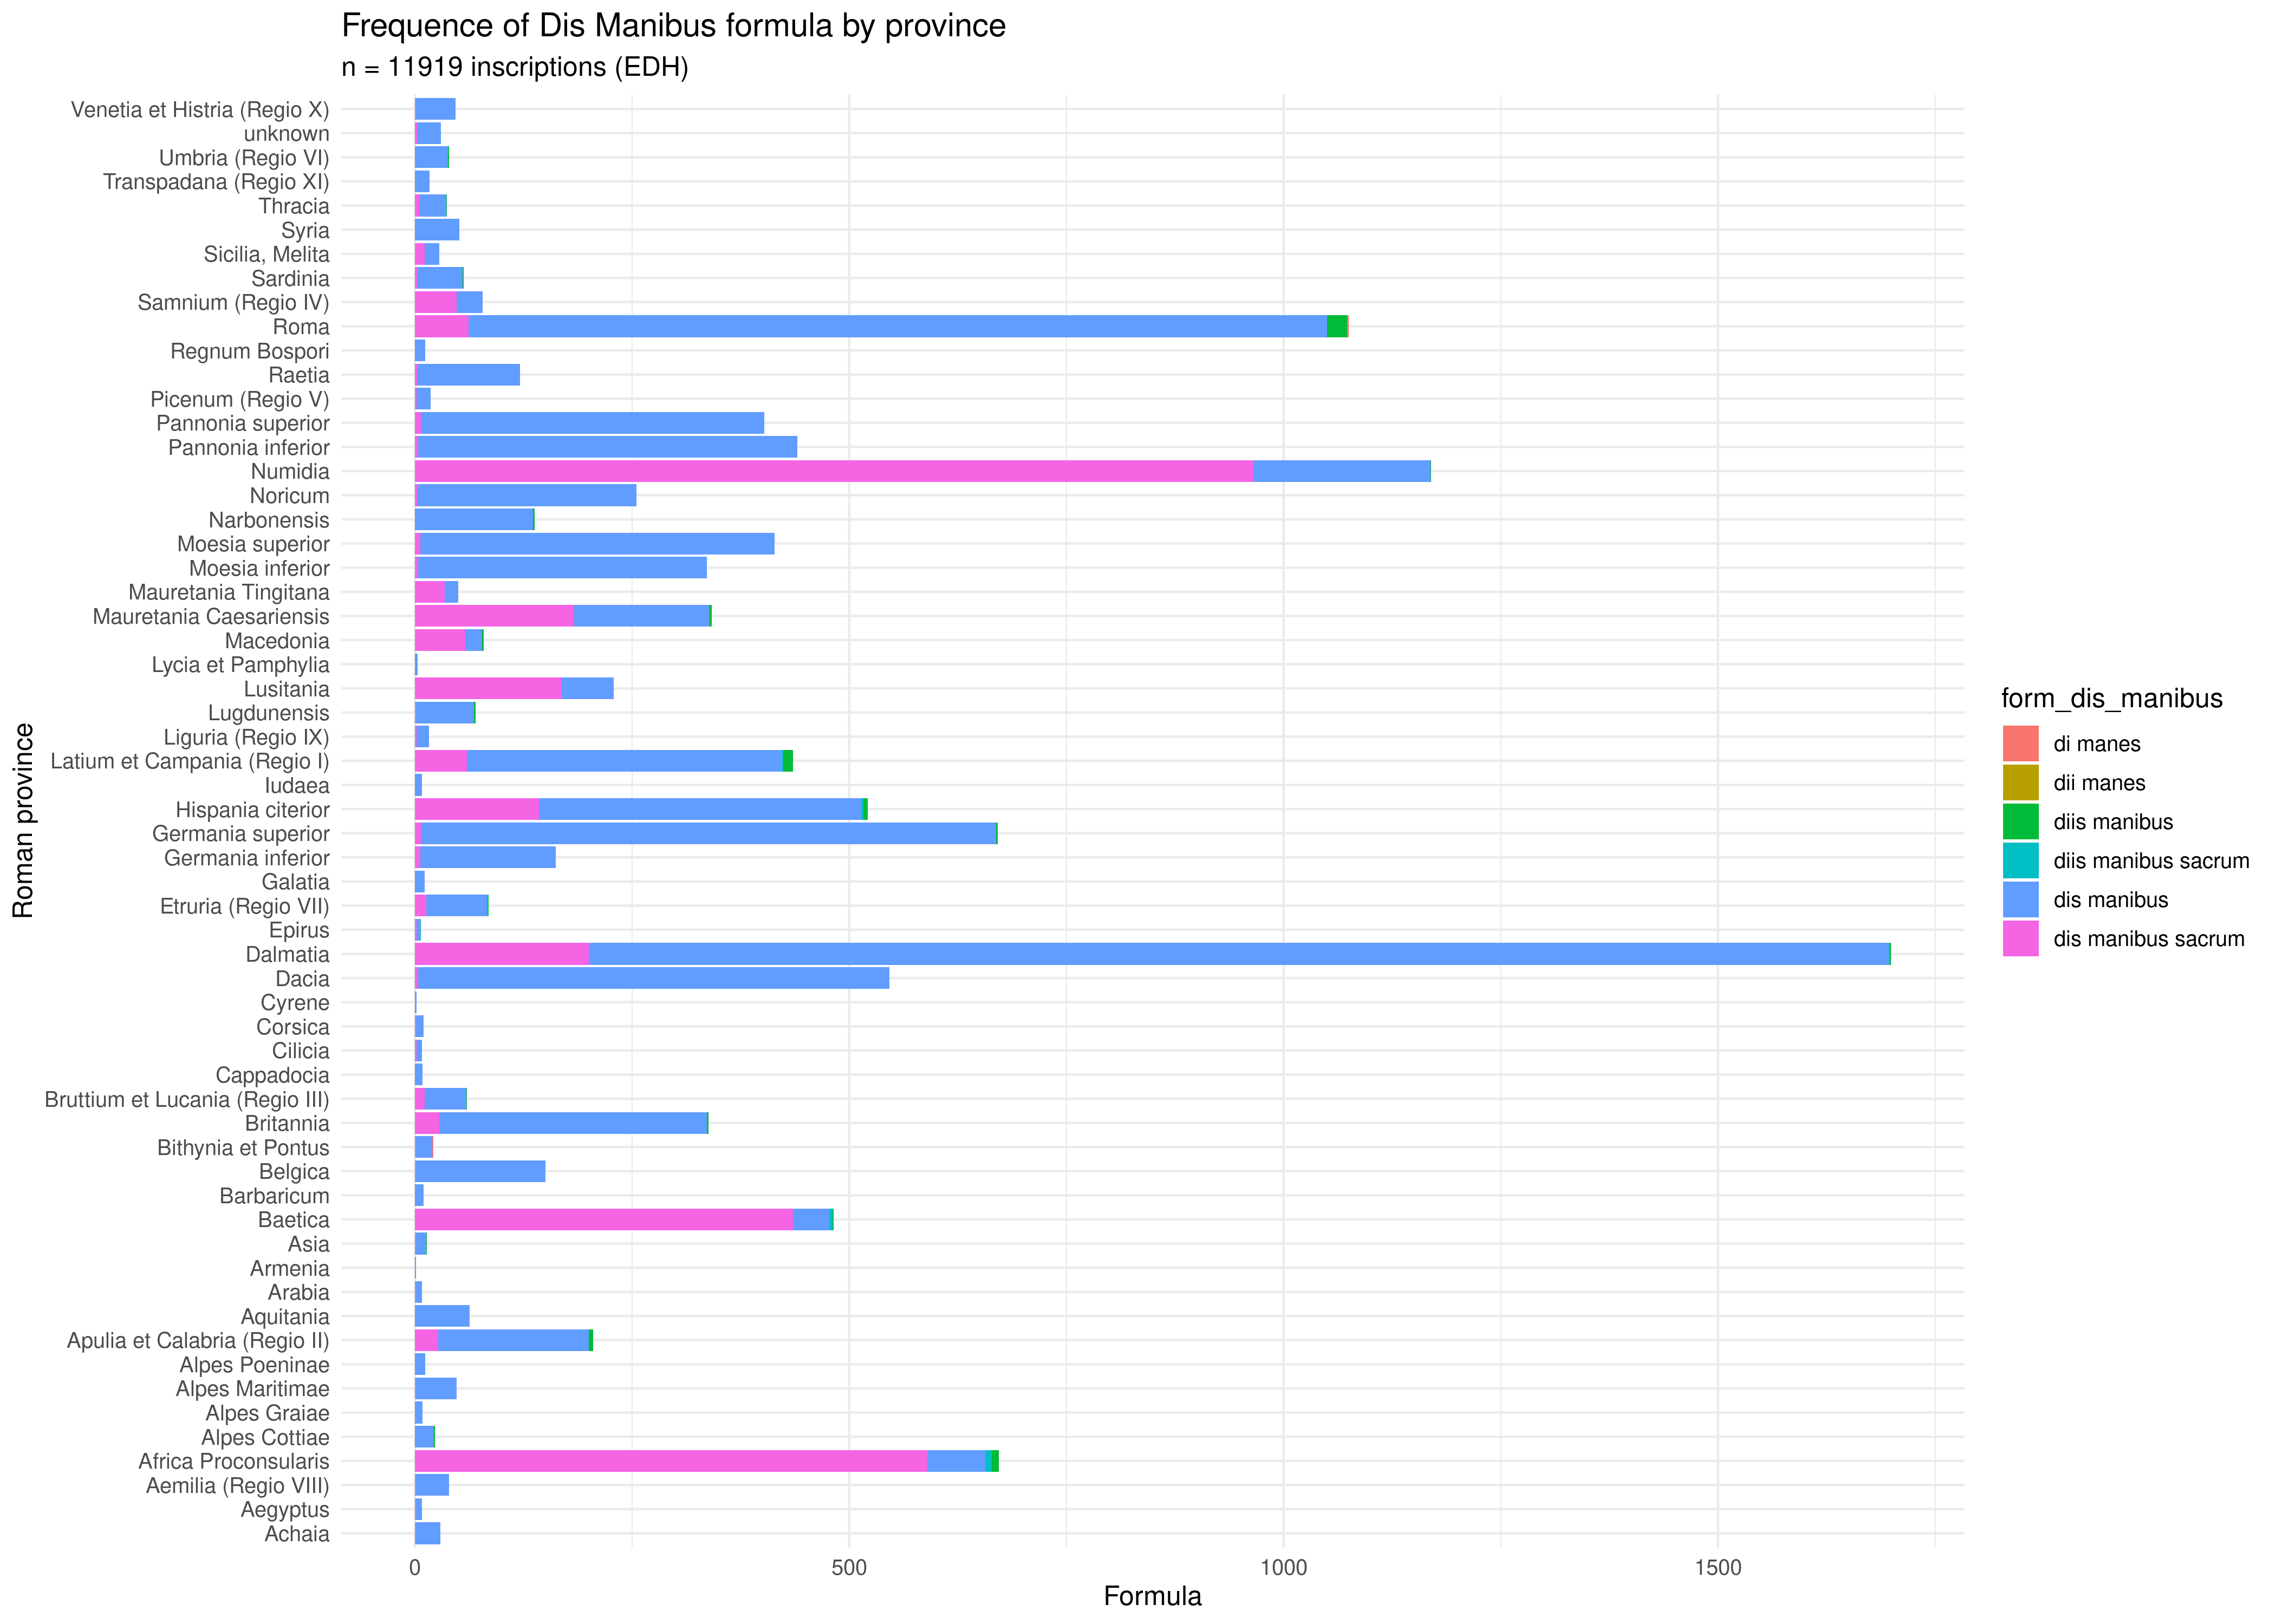 Frequence of Dis Manibus formula by province
n = 11919 inscriptions (EDH)
Roman province
Venetia et Histria (Regio X)
unknown
Umbria (Regio VI)
Transpadana (Regio XI)
Thracia
Syria
Sicilia, Melita
Sardinia
Samnium (Regio IV)
Roma
Regnum Bospori
Raetia
Picenum (Regio V)
Pannonia superior
Pannonia inferior
Numidia
Noricum
Narbonensis
Moesia superior
Moesia inferior
Mauretania Tingitana
Mauretania Caesariensis
Macedonia
Lycia et Pamphylia
Lusitania
Lugdunensis
Liguria (Regio IX)
Latium et Campania (Regio I)
Iudaea
Hispania citerior
Germania superior
Germania inferior
Galatia
Etruria (Regio VII)
Epirus
Dalmatia
Dacia
Cyrene
Corsica
Cilicia
Cappadocia
Bruttium et Lucania (Regio III)
Britannia
Bithynia et Pontus
Belgica
Barbaricum
Baetica
Asia
Armenia
Arabia
Aquitania
Apulia et Calabria (Regio II)
Alpes Poeninae
Alpes Maritimae
Alpes Graiae
Alpes Cottiae
Africa Proconsularis
Aemilia (Regio VIII)
Aegyptus
Achaia
0 500 1000 1500
Formula
form_dis_manibus
di manes
dii manes
diis manibus
diis manibus sacrum
dis manibus
dis manibus sacrum